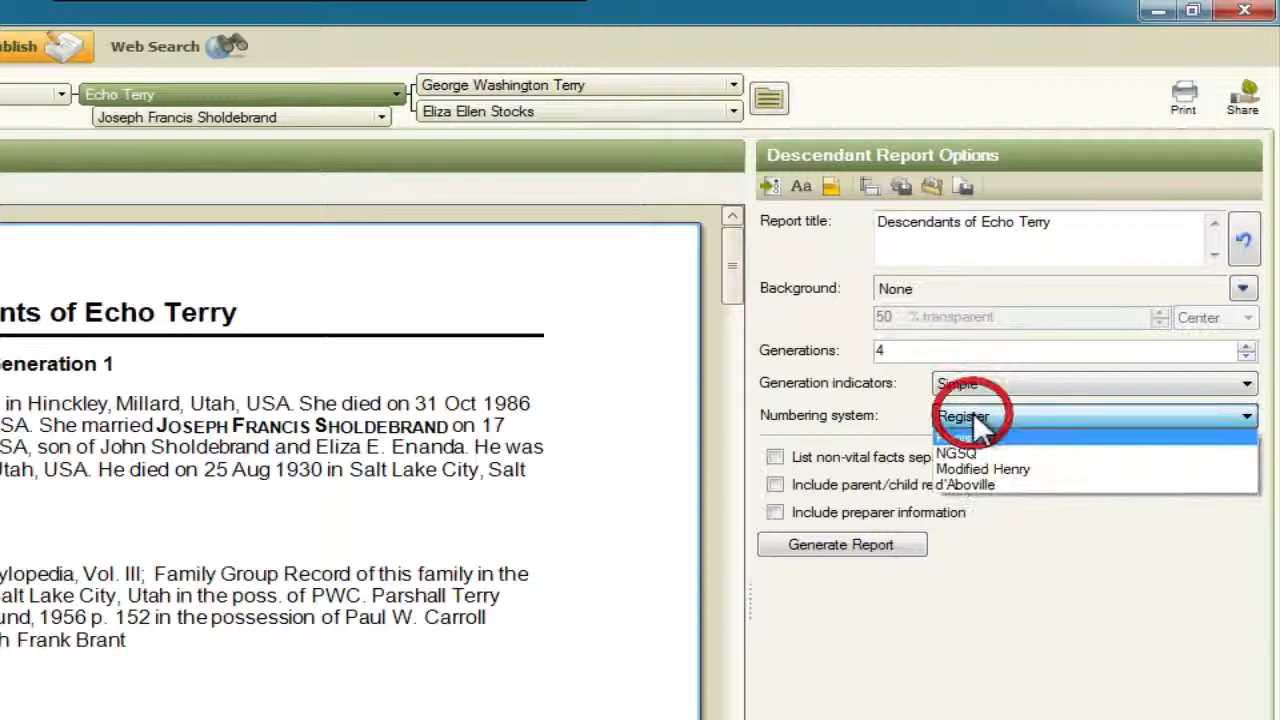 blish
Web Search
Echo Terry
Joseph Francis Sholdebrand
George Washington Terry
Eliza Ellen Stocks
Print
Share
Descendant Report Options
Aa
Report title:
Descendants of Echo Terry
Background:
None
50 % transparent
Center
Generations:
4
Generation indicators:
Simple
Numbering system:
Register
NGSQ
Modified Henry
d'Aboville
List non-vital facts sep
Include parent/child re
Include preparer information
Generate Report
nts of Echo Terry
eneration 1
in Hinckley, Millard, Utah, USA. She died on 31 Oct 1986
SA. She married JOSEPH FRANCIS SHOLDEBRAND on 17
SA, son of John Sholdebrand and Eliza E. Enanda. He was
Utah, USA. He died on 25 Aug 1930 in Salt Lake City, Salt
ylopedia, Vol. III; Family Group Record of this family in the
alt Lake City, Utah in the poss. of PWC. Parshall Terry
und, 1956 p. 152 in the possession of Paul W. Carroll
h Frank Brant